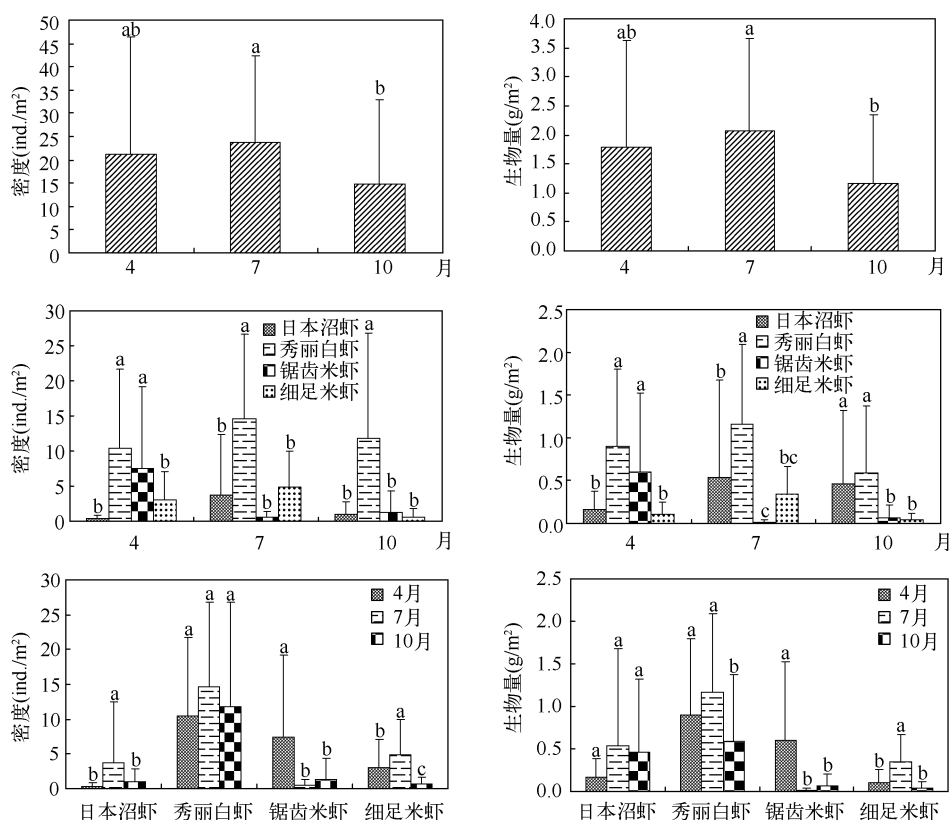 密度(ind./m²)
50
45
40
35
30
25
20
15
10
5
0
ab
a
b
4
7
10
月
生物量(g/m²)
4.0
3.5
3.0
2.5
2.0
1.5
1.0
0.5
0.0
ab
a
b
4
7
10
月
密度(ind./m²)
30
25
20
15
10
5
0
日本沼虾
秀丽白虾
锯齿米虾
细足米虾
b
a
a
b
b
a
b
b
b
a
b
b
4
7
10
月
生物量(g/m²)
2.5
2.0
1.5
1.0
0.5
0.0
日本沼虾
秀丽白虾
锯齿米虾
细足米虾
b
a
a
b
b
a
c
bc
a
a
b
b
4
7
10
月
密度(ind./m²)
30
25
20
15
10
5
0
4月
7月
10月
b
a
b
a
a
a
a
b
b
b
a
c
日本沼虾
秀丽白虾
锯齿米虾
细足米虾
生物量(g/m²)
2.5
2.0
1.5
1.0
0.5
0.0
4月
7月
10月
a
a
a
a
a
b
a
b
b
b
a
b
日本沼虾
秀丽白虾
锯齿米虾
细足米虾